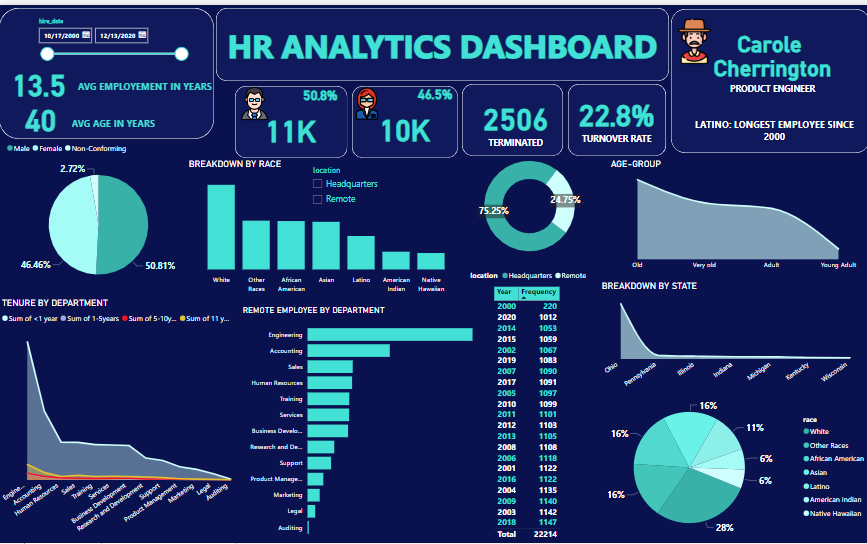 hire_date
10/17/2000
12/13/2020
13.5 AVG EMPLOYEMENT IN YEARS
40 AVG AGE IN YEARS
HR ANALYTICS DASHBOARD
50.8%
11K
46.5%
10K
2506
TERMINATED
22.8%
TURNOVER RATE
Carole
Cherrington
PRODUCT ENGINEER
LATINO: LONGEST EMPLOYEE SINCE
2000
Male Female Non-Conforming
2.72%
46.46%
50.81%
BREAKDOWN BY RACE
location
Headquarters
Remote
White
Other
Races
African
American
Asian
Latino
American
Indian
Native
Hawaiian
75.25%
24.75%
location Headquarters Remote
AGE-GROUP
Old
Very old
Adult
Young Adult
TENURE BY DEPARTMENT
Sum of <1 year Sum of 1-5years Sum of 5-10y... Sum of 11 y...
Engine...
Accounting
Human Resources
Sales
Training
Services
Business Development
Research and Development
Support
Product Management
Marketing
Legal
Auditing
REMOTE EMPLOYEE BY DEPARTMENT
Engineering
Accounting
Sales
Human Resources
Training
Services
Business Develo...
Research and De...
Support
Product Manage...
Marketing
Legal
Auditing
Year Frequency
2000 220
2020 1012
2014 1053
2015 1059
2002 1067
2019 1083
2007 1090
2017 1091
2005 1097
2010 1099
2011 1101
2012 1103
2013 1105
2008 1108
2006 1118
2001 1122
2016 1122
2004 1135
2009 1140
2003 1142
2018 1147
Total 22214
BREAKDOWN BY STATE
Ohio
Pennsylvania
Illinois
Indiana
Michigan
Kentucky
Wisconsin
16%
11%
6%
6%
28%
16%
16%
race
White
Other Races
African American
Asian
Latino
American Indian
Native Hawaiian